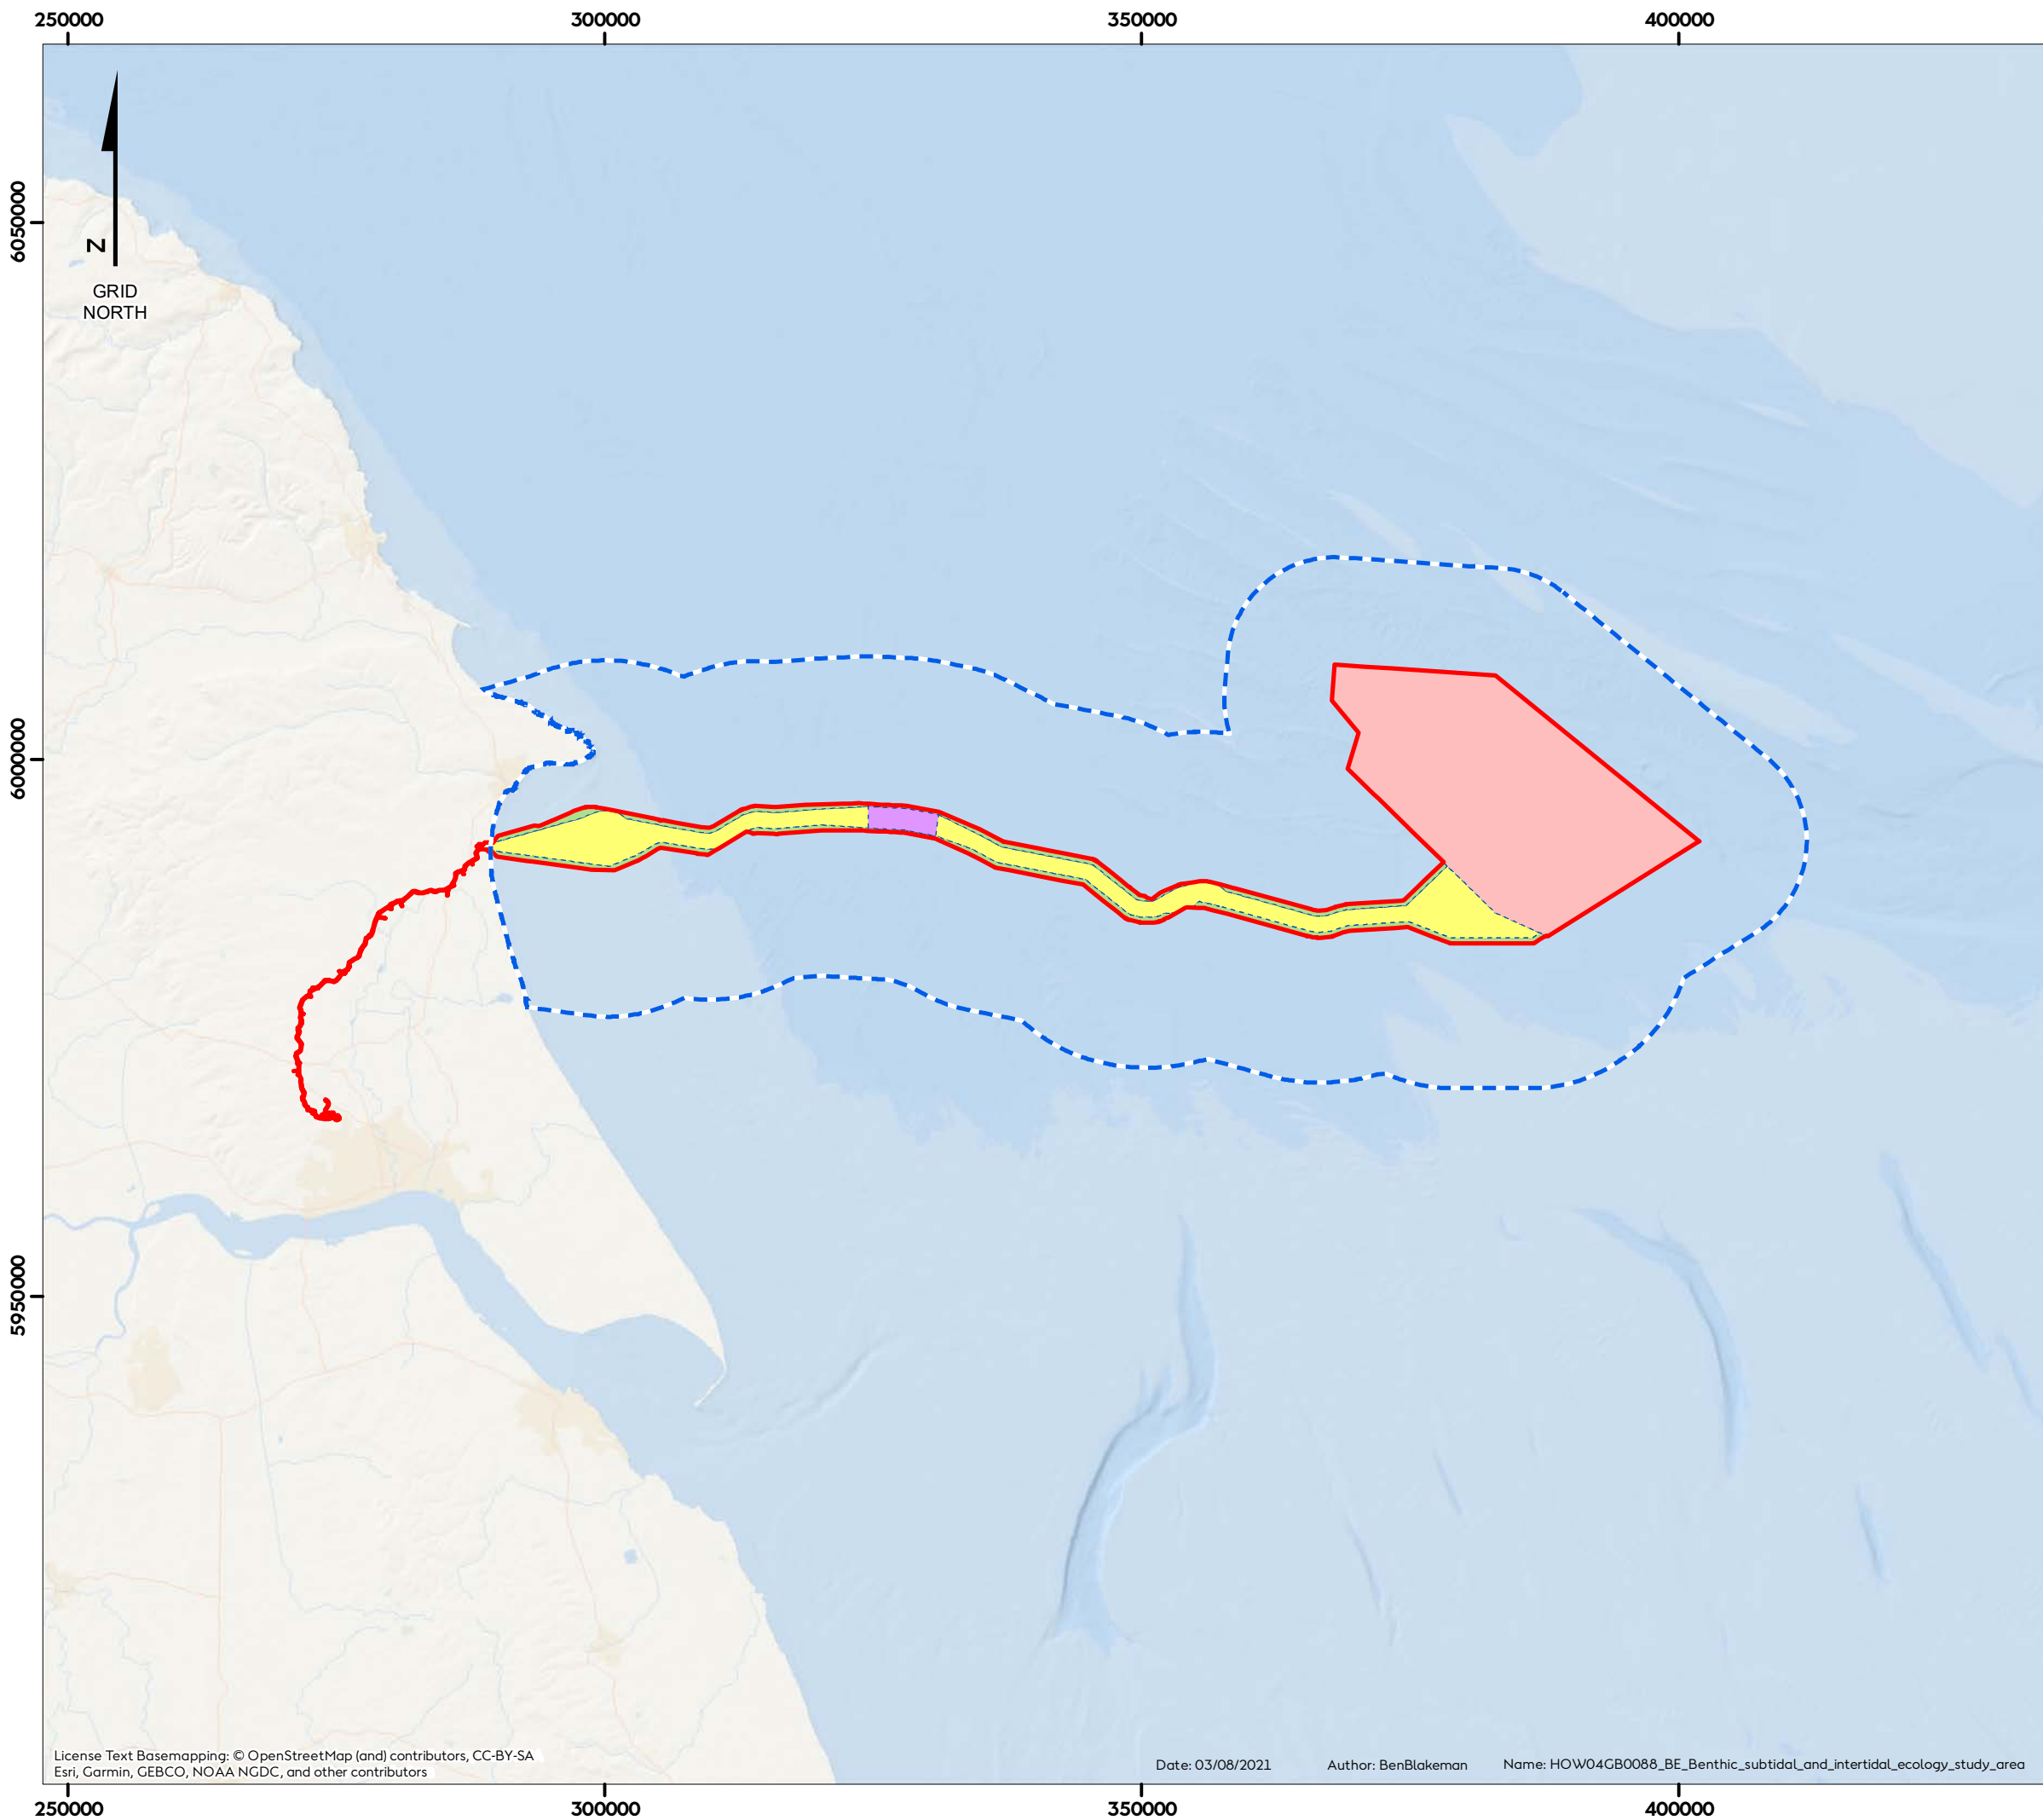 250000 300000 350000 400000
6050000
6000000
5950000
N
GRID
NORTH
License Text Basemapping: © OpenStreetMap (and) contributors, CC-BY-SA
Esri, Garmin, GEBCO, NOAA NGDC, and other contributors
Date: 03/08/2021 Author: BenBlakeman Name: HOW04GB0088_BE_Benthic_subtidal_and_intertidal_ecology_study_area
250000 300000 350000 400000